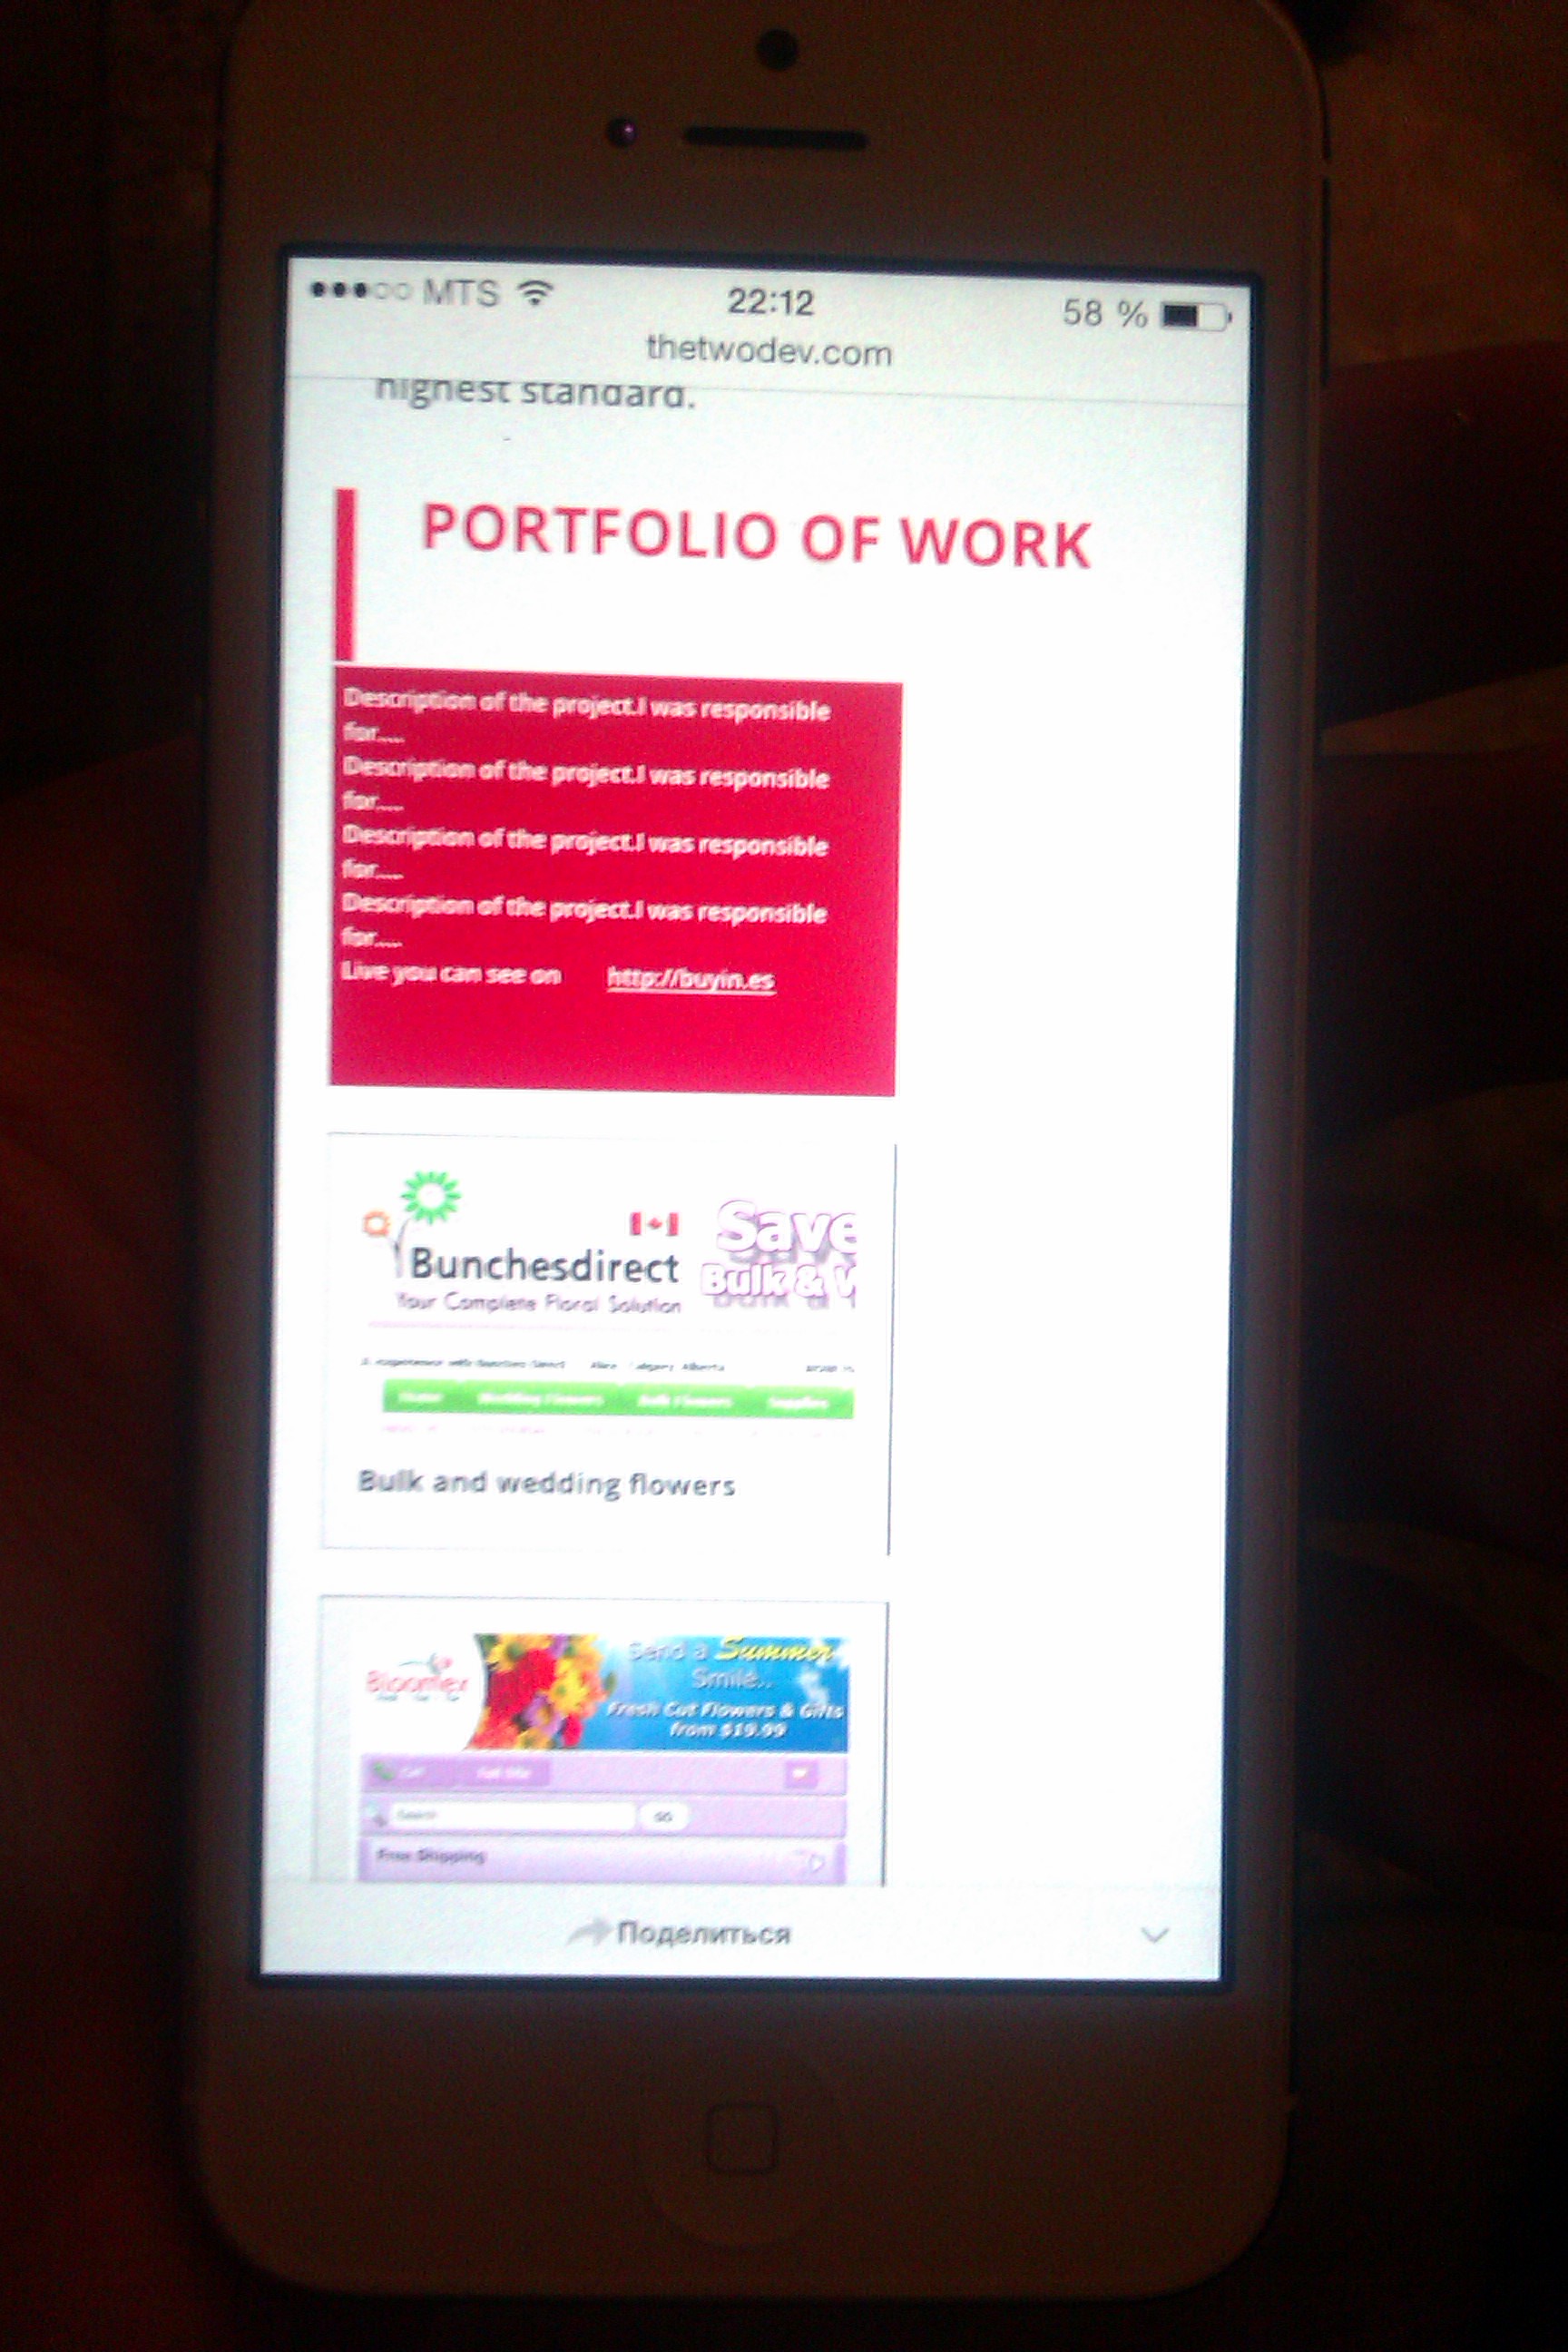 MTS
22:12
58 %
thetwodev.com
highest standard.
PORTFOLIO OF WORK
Description of the project.I was responsible
for.....
Description of the project.I was responsible
for.....
Description of the project.I was responsible
for.....
Description of the project.I was responsible
for.....
Live you can see on http://buyin.es
Bunchesdirect
Your Complete Floral Solution
Save
Bulk &
Home Wedding Flowers Bulk Flowers Supplies
Bulk and wedding flowers
Bloomex
Send a Summer
Smile..
Fresh Cut Flowers & Gifts
from $19.99
Call Full Site
Search GO
Free Shipping
Поделиться